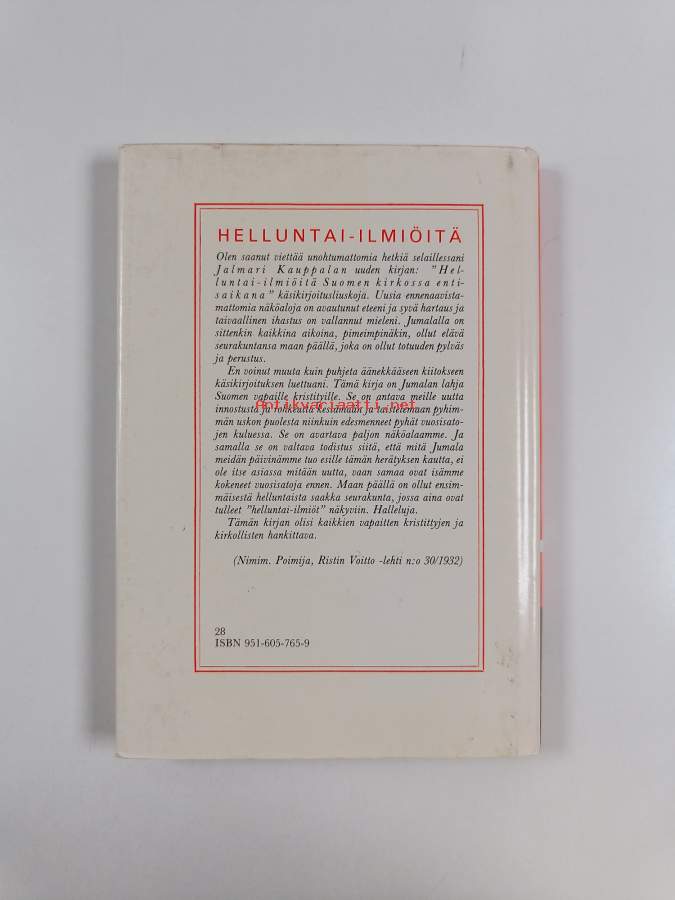 HELLUNTAI-ILMIÖITÄ
Olen saanut viettää unohtumattomia hetkiä selaillessani
Jalmari Kauppalan uuden kirjan: "Hel-
luntai-ilmiöitä Suomen kirkossa enti-
saikana" käsikirjoitusliuskoja. Uusia ennenaavista-
mattomia näköaloja on avautunut eteeni ja syvä hartaus ja
taivaallinen ihastus on vallannut mieleni. Jumalalla on
sittenkin kaikkina aikoina, pimeimpinäkin, ollut elävä
seurakuntansa maan päällä, joka on ollut totuuden pylväs
ja perustus.
En voinut muuta kuin puhjeta äänekkääseen kiitokseen
käsikirjoituksen luettuani. Tämä kirja on Jumalan lahja
Suomen vapaille kristityille. Se on antava meille uutta
Antikvariaatti.net
innostusta ja rohkeutta kestämään ja taistelemaan pyhim-
män uskon puolesta niinkuin edesmenneet pyhät vuosisato-
jen kuluessa. Se on avartava paljon näköalaamme. Ja
samalla se on valtava todistus siitä, että mitä Jumala
meidän päivinämme tuo esille tämän herätyksen kautta, ei
ole itse asiassa mitään uutta, vaan samaa ovat isämme
kokeneet vuosisatoja ennen. Maan päällä on ollut ensim-
mäisestä helluntaista saakka seurakunta, jossa aina ovat
tulleet "helluntai-ilmiöt" näkyviin. Halleluja.
Tämän kirjan olisi kaikkien vapaitten kristittyjen ja
kirkollisten hankittava.
(Nimim. Poimija, Ristin Voitto -lehti n:o 30/1932)
28
ISBN 951-605-765-9